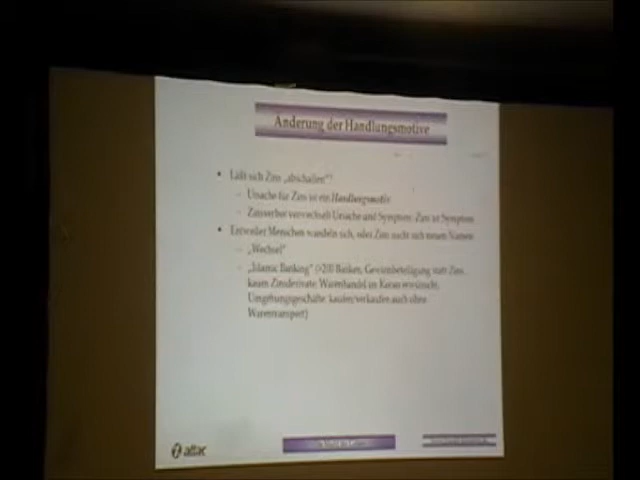 Änderung der Handlungsmotive
• Läßt sich Zins „abschaffen"?
– Ursache für Zins ist ein Handlungsmotiv
– Zinsverbot verwechselt Ursache und Symptom: Zins ist Symptom
• Entweder Menschen wandeln sich, oder Zins sucht sich neuen Namen
– „Wechsel"
– „Islamic Banking" (>200 Banken, Gewinnbeteiligung statt Zins,
kaum Zinsderivate, Warenhandel im Koran erwünscht,
Umgehungsgeschäfte: kaufen/verkaufen auch ohne
Warentransport)
attac